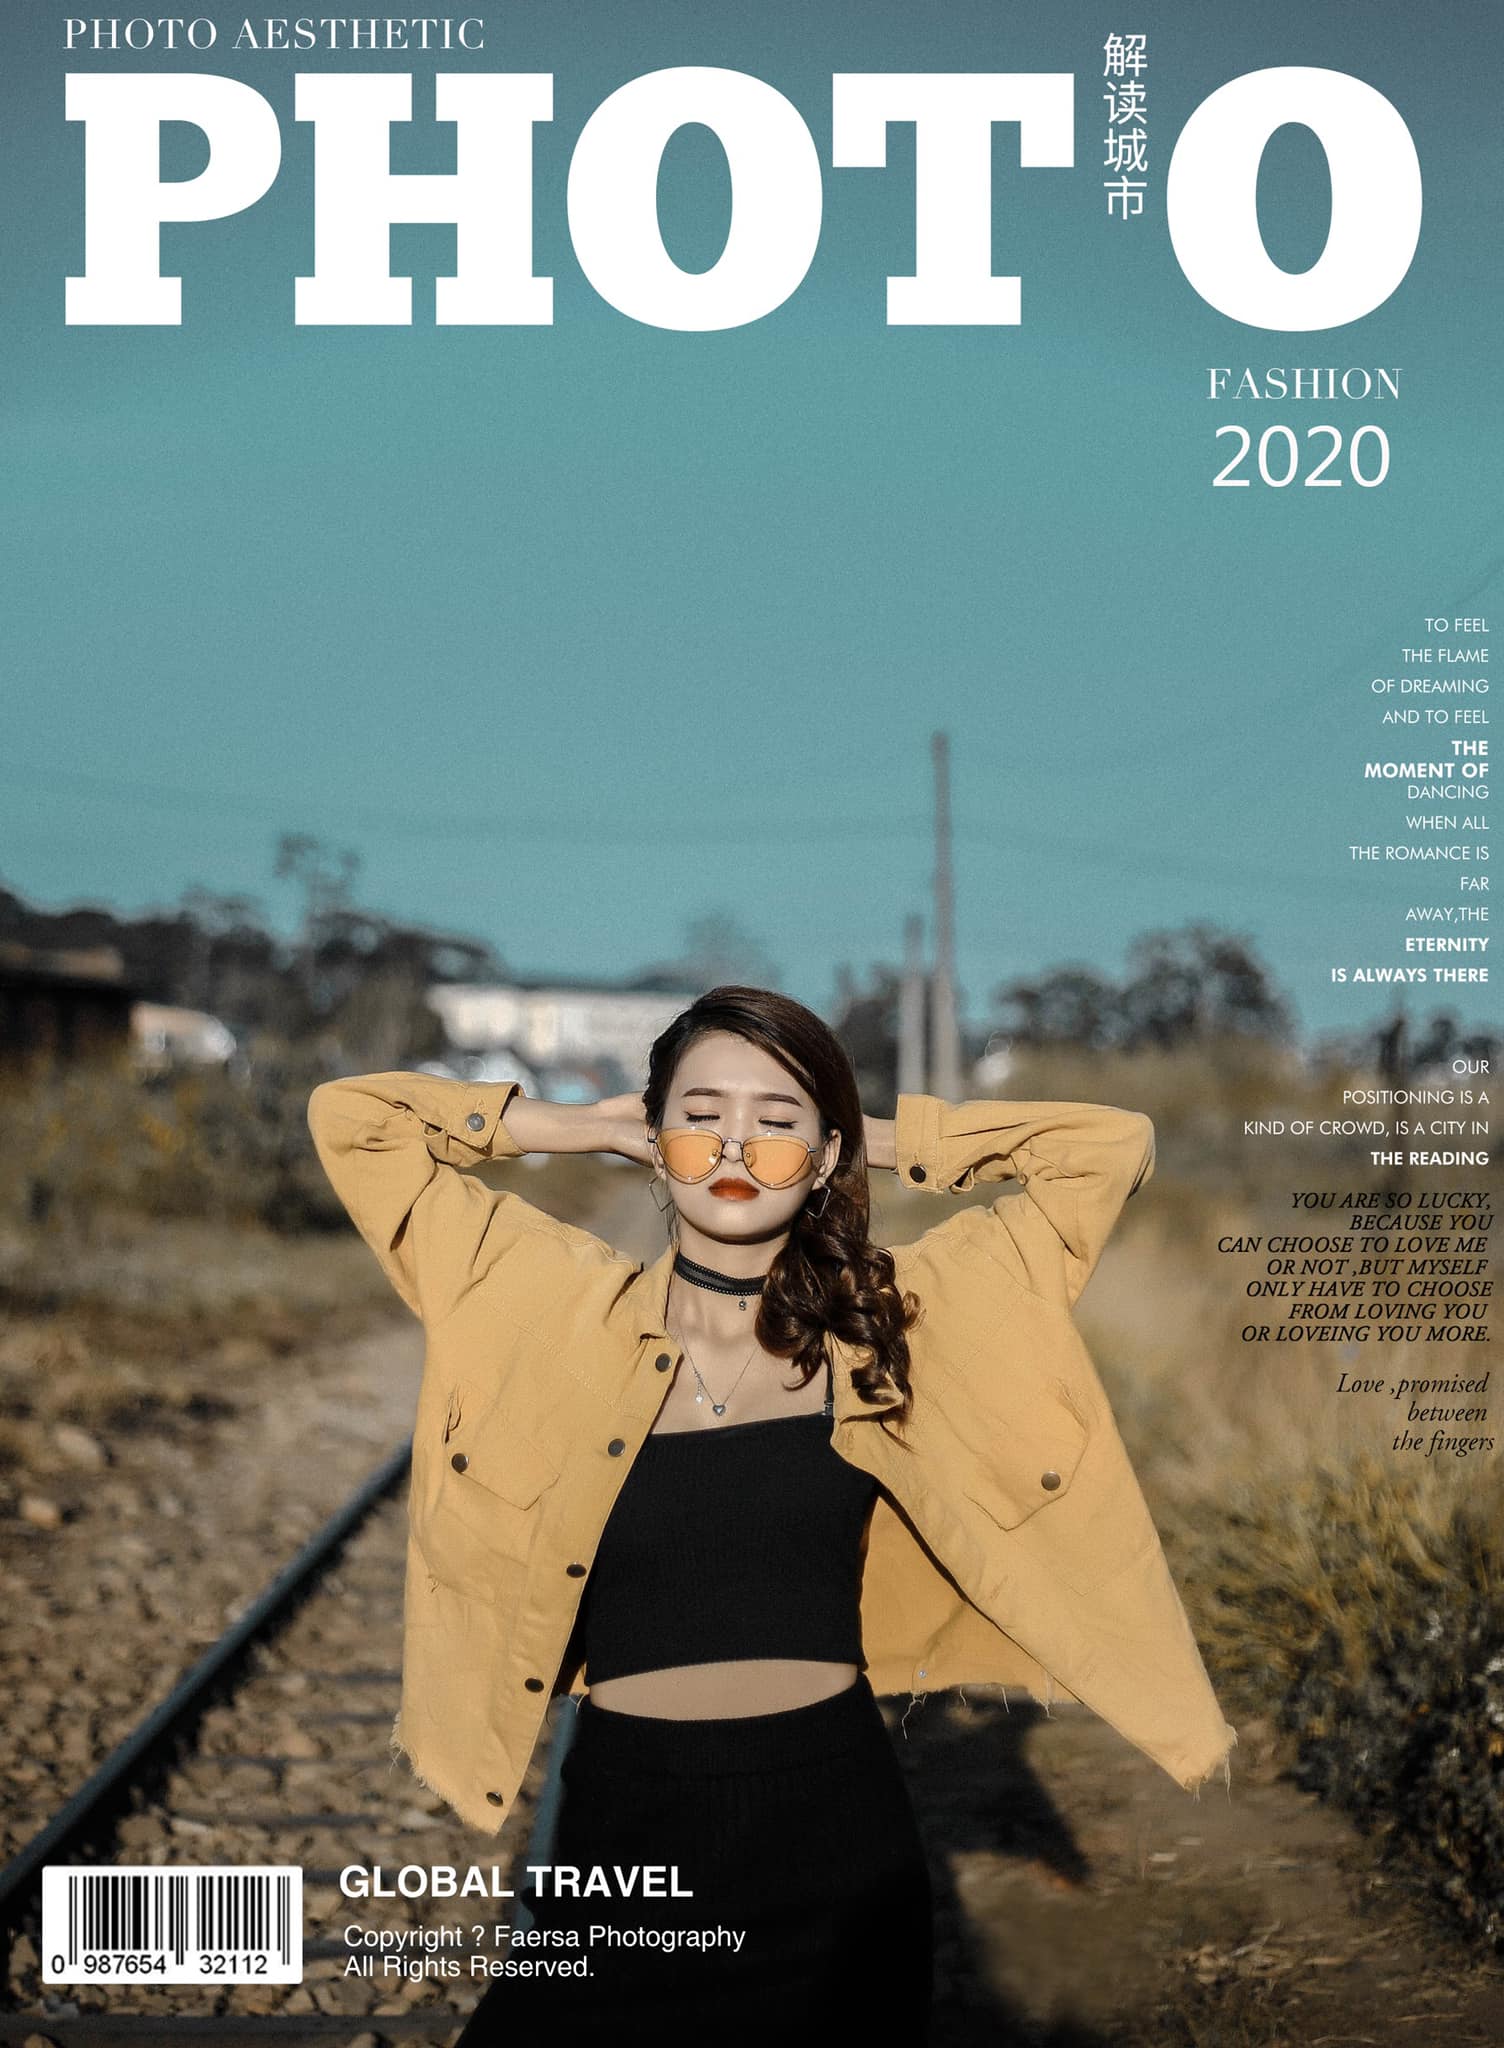 PHOTO AESTHETIC
PHOTO
解读城市
FASHION
2020
TO FEEL
THE FLAME
OF DREAMING
AND TO FEEL
THE
MOMENT OF
DANCING
WHEN ALL
THE ROMANCE IS
FAR
AWAY,THE
ETERNITY
IS ALWAYS THERE
OUR
POSITIONING IS A
KIND OF CROWD, IS A CITY IN
THE READING
YOU ARE SO LUCKY,
BECAUSE YOU
CAN CHOOSE TO LOVE ME
OR NOT ,BUT MYSELF
ONLY HAVE TO CHOOSE
FROM LOVING YOU
OR LOVEING YOU MORE.
Love ,promised
between
the fingers
GLOBAL TRAVEL
Copyright ? Faersa Photography
All Rights Reserved.
0 987654 32112